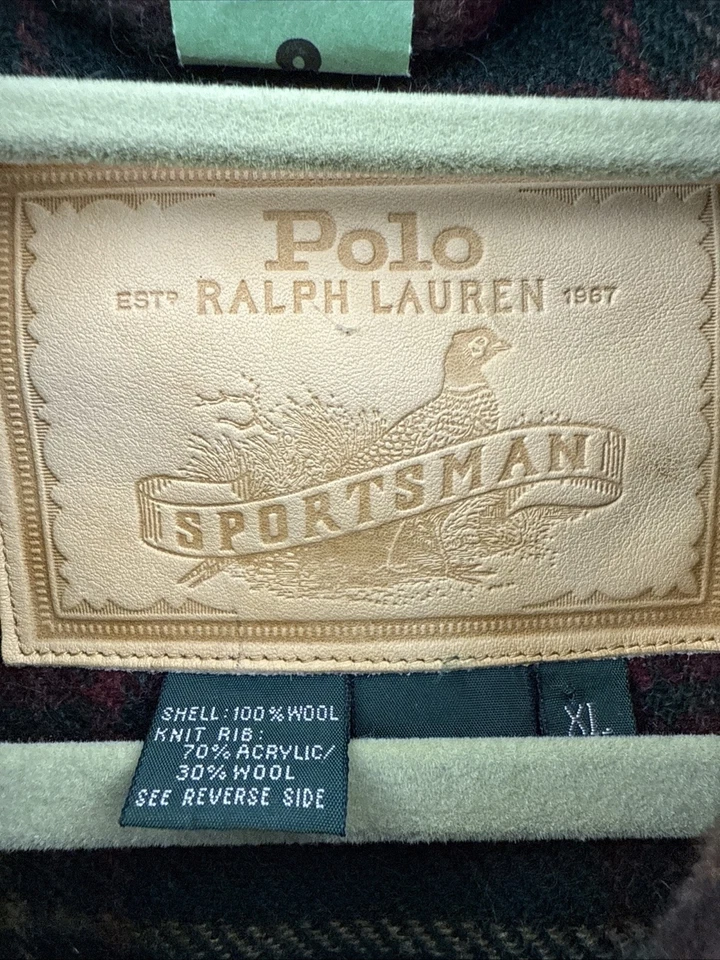 Polo
ESTD RALPH LAUREN 1967
SPORTSMAN
SHELL: 100% WOOL
KNIT RIB:
70% ACRYLIC/
30% WOOL
SEE REVERSE SIDE
XL